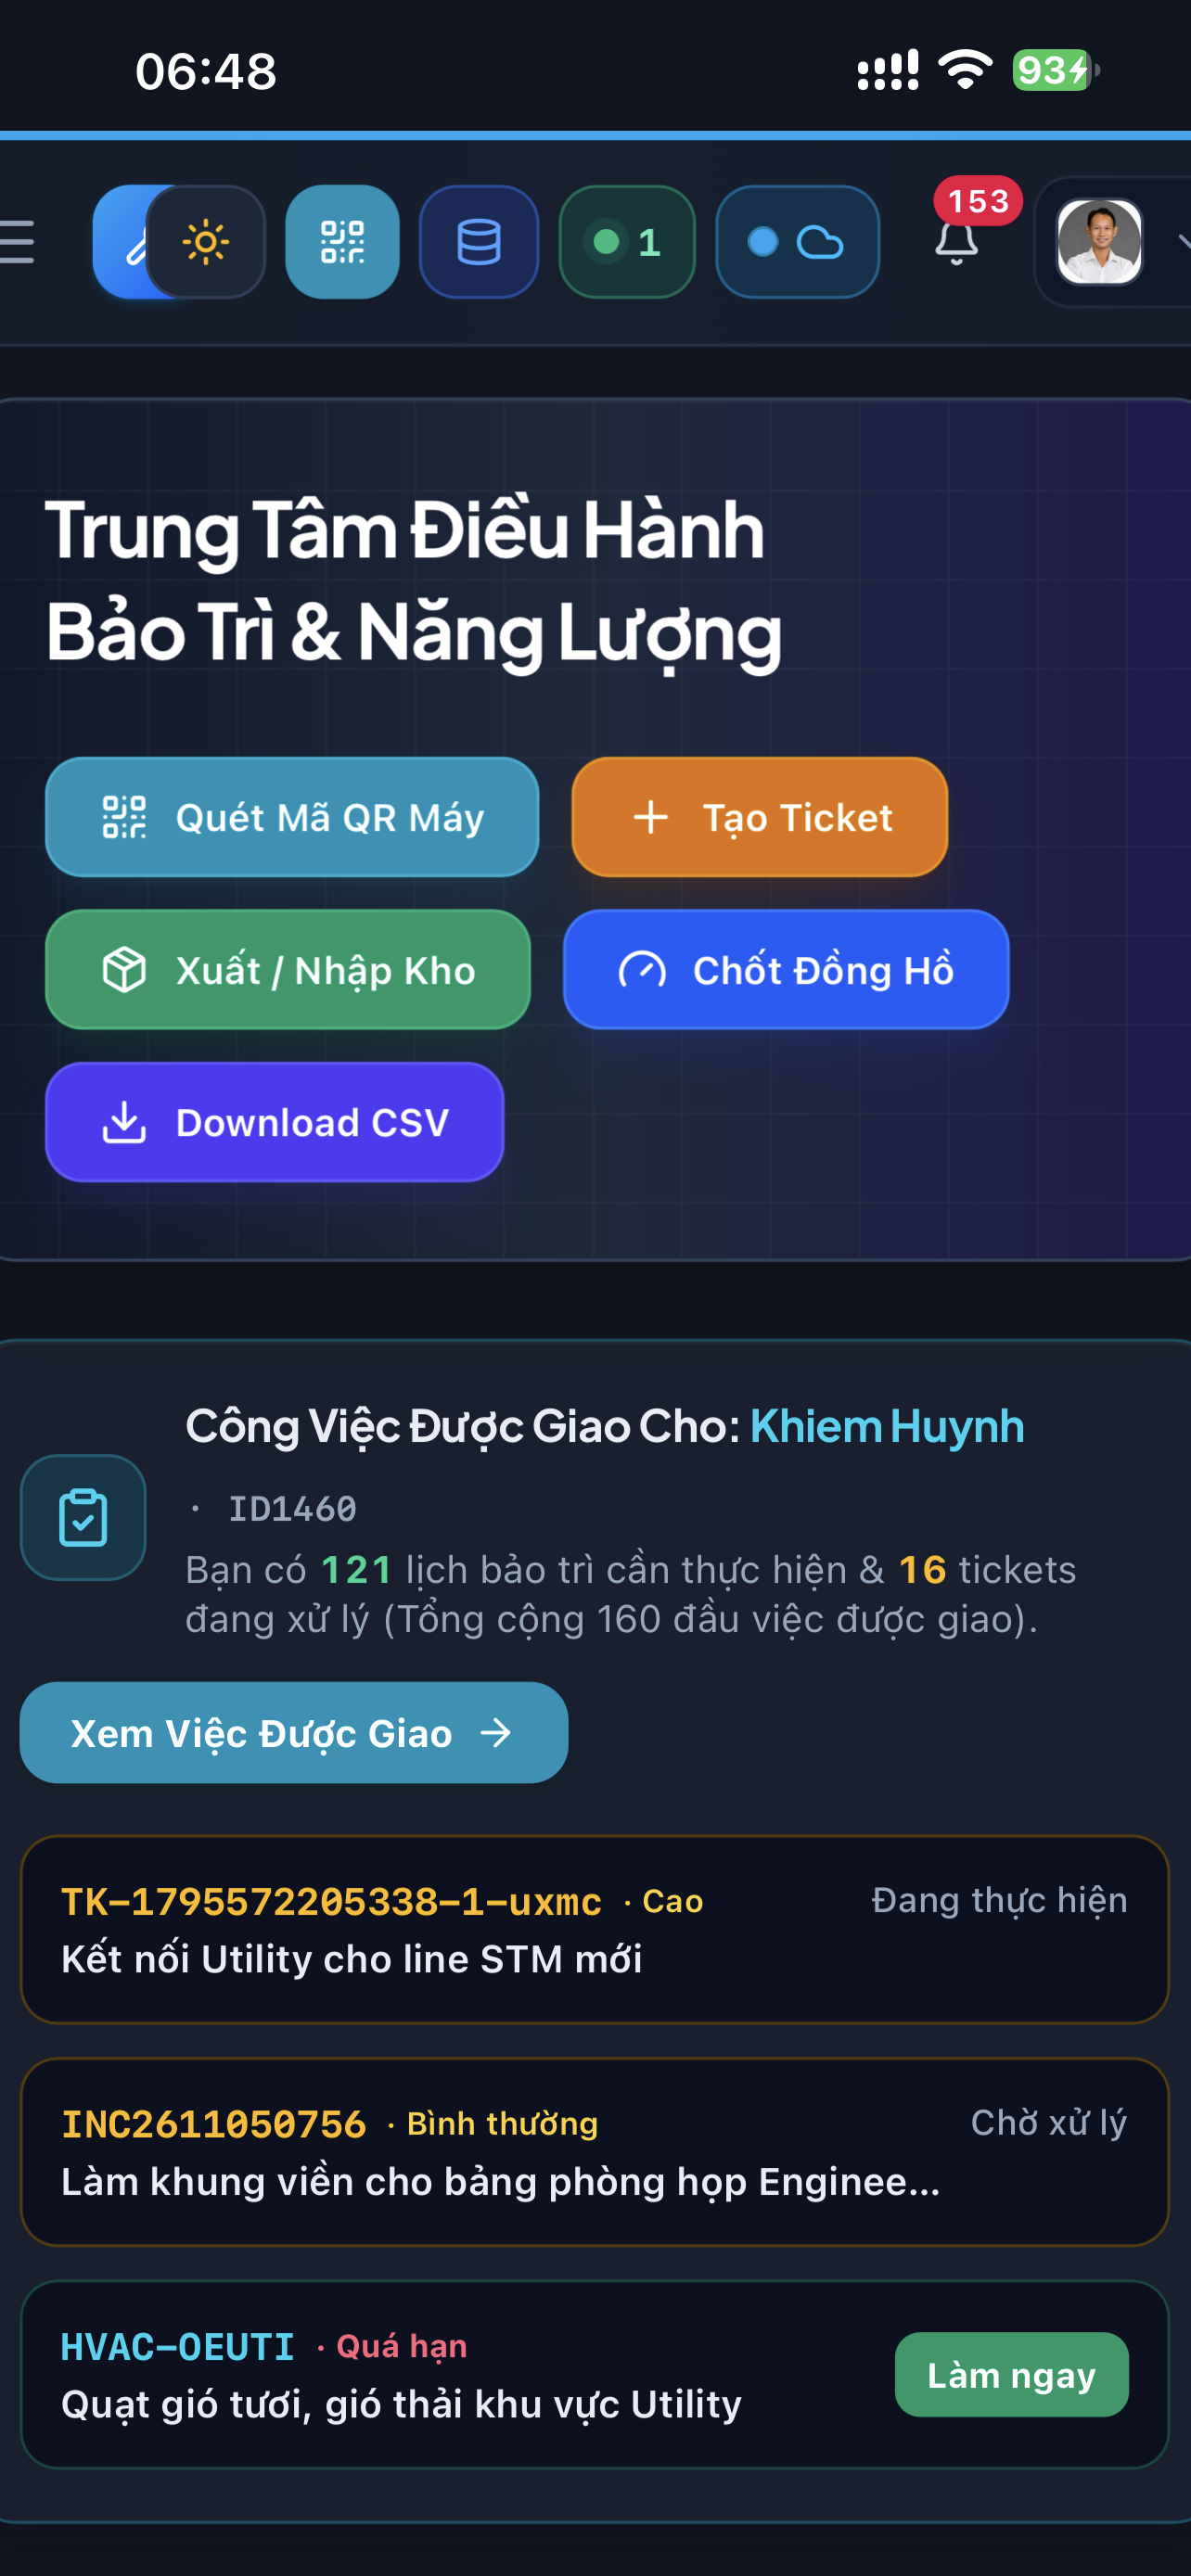 06:48
93
1
153
Trung Tâm Điều Hành
Bảo Trì & Năng Lượng
Quét Mã QR Máy
Tạo Ticket
Xuất / Nhập Kho
Chốt Đồng Hồ
Download CSV
Công Việc Được Giao Cho: Khiem Huynh
· ID1460
Bạn có 121 lịch bảo trì cần thực hiện & 16 tickets
đang xử lý (Tổng cộng 160 đầu việc được giao).
Xem Việc Được Giao
TK-1795572205338-1-uxmc · Cao
Đang thực hiện
Kết nối Utility cho line STM mới
INC2611050756 · Bình thường
Chờ xử lý
Làm khung viền cho bảng phòng họp Enginee...
HVAC-OEUTI · Quá hạn
Làm ngay
Quạt gió tươi, gió thải khu vực Utility